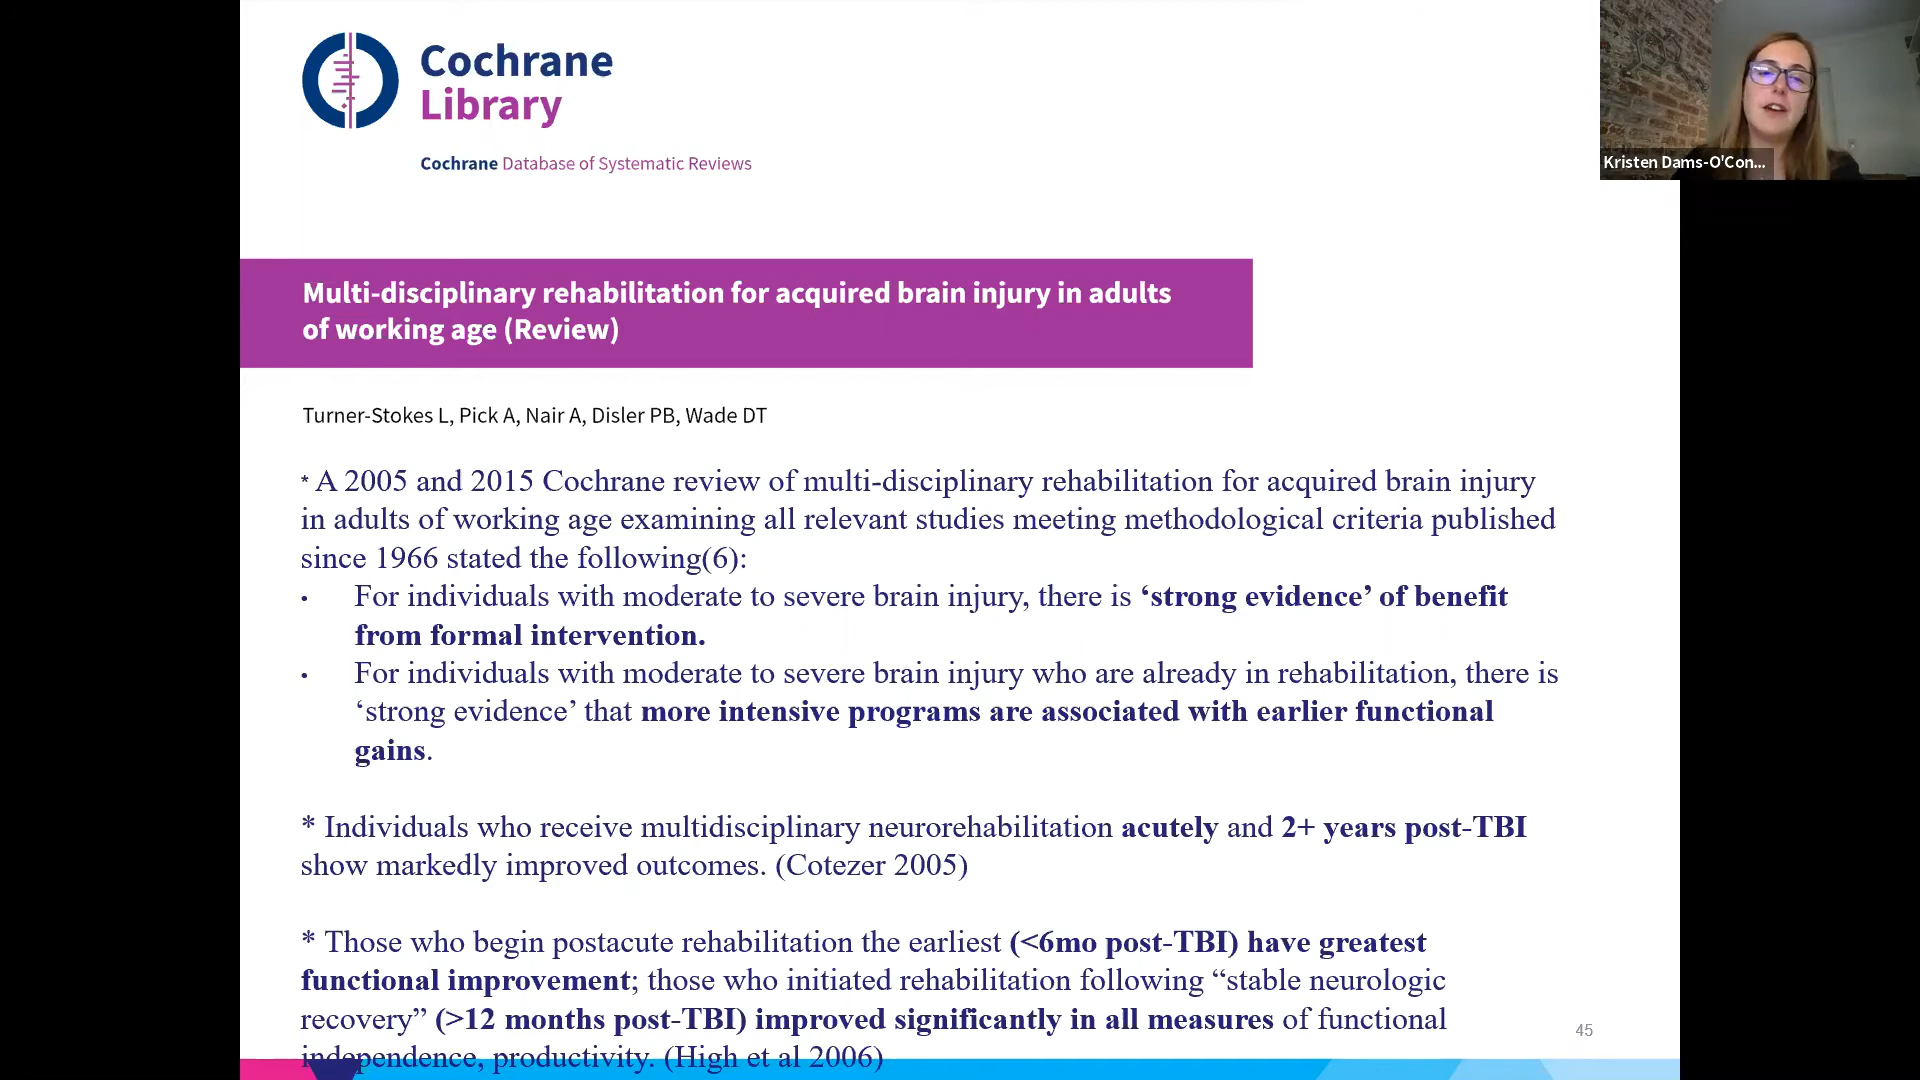 Cochrane
Library
Cochrane Database of Systematic Reviews
Kristen Dams-O'Con...
Multi-disciplinary rehabilitation for acquired brain injury in adults
of working age (Review)
Turner-Stokes L, Pick A, Nair A, Disler PB, Wade DT
* A 2005 and 2015 Cochrane review of multi-disciplinary rehabilitation for acquired brain injury
in adults of working age examining all relevant studies meeting methodological criteria published
since 1966 stated the following(6):
• For individuals with moderate to severe brain injury, there is ‘strong evidence’ of benefit
from formal intervention.
• For individuals with moderate to severe brain injury who are already in rehabilitation, there is
‘strong evidence’ that more intensive programs are associated with earlier functional
gains.
* Individuals who receive multidisciplinary neurorehabilitation acutely and 2+ years post-TBI
show markedly improved outcomes. (Cotezer 2005)
* Those who begin postacute rehabilitation the earliest (<6mo post-TBI) have greatest
functional improvement; those who initiated rehabilitation following “stable neurologic
recovery” (>12 months post-TBI) improved significantly in all measures of functional
independence, productivity. (High et al 2006)
45